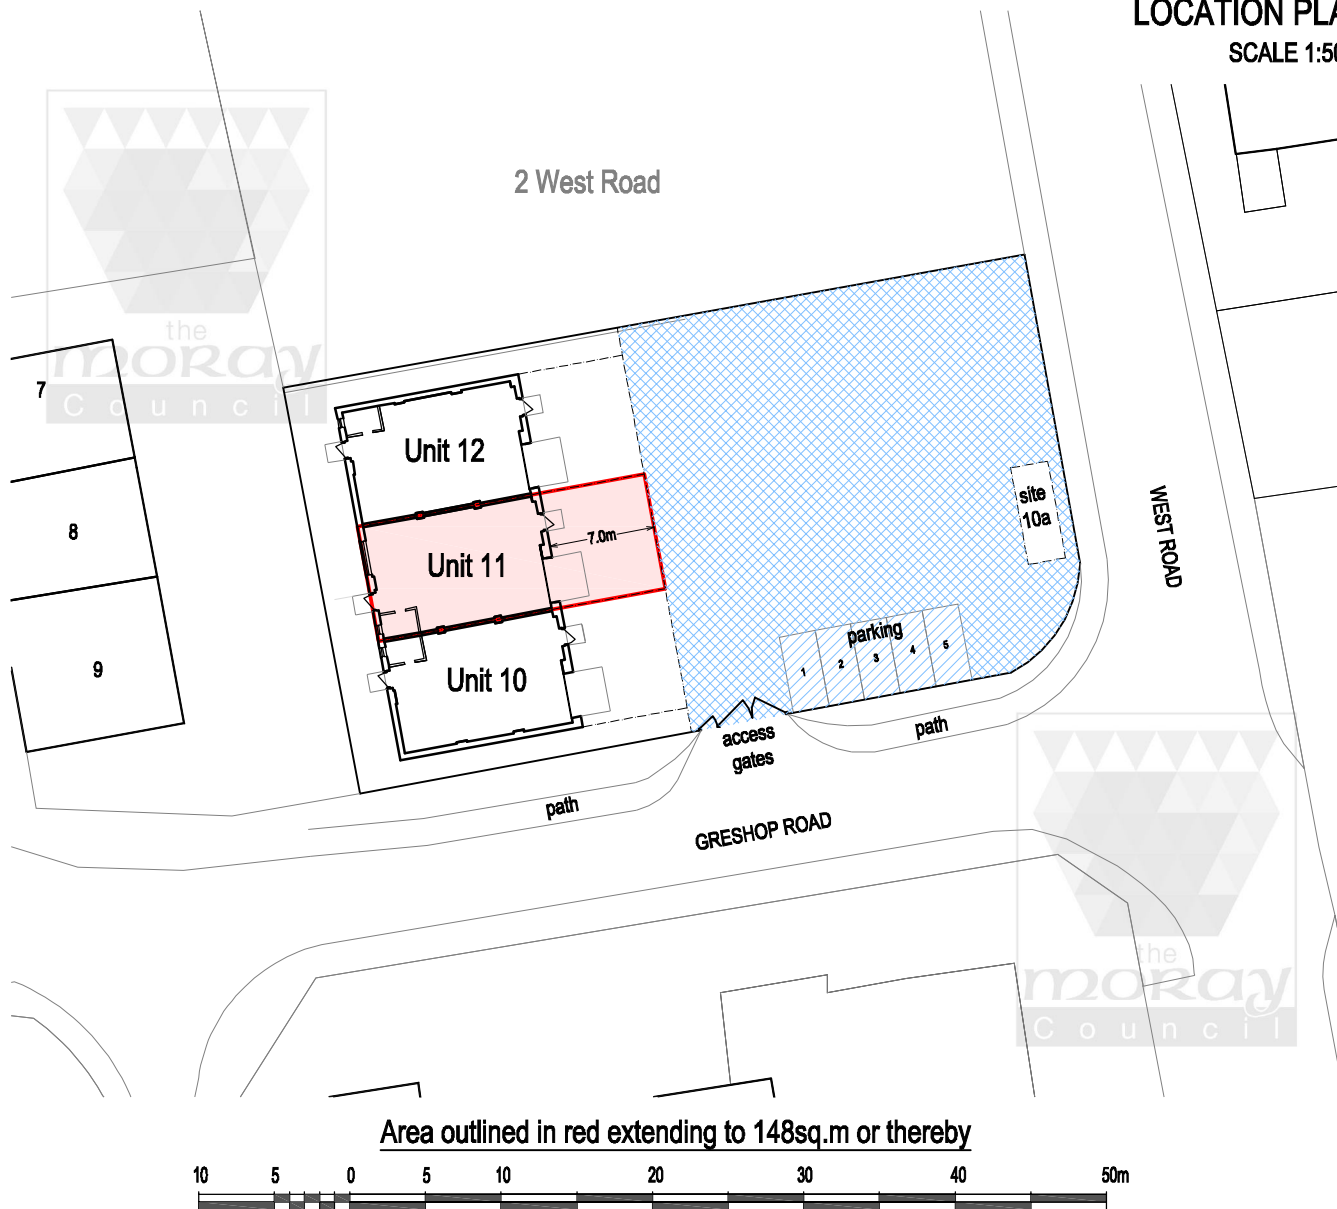 LOCATION PLA
SCALE 1:50
2 West Road
the
moray
Council
7
8
9
Unit 12
Unit 11
7.0m
Unit 10
site
10a
WEST ROAD
parking
1 2 3 4 5
access
gates
path
path
GRESHOP ROAD
the
moray
Council
Area outlined in red extending to 148sq.m or thereby
10 5 0 5 10 20 30 40 50m